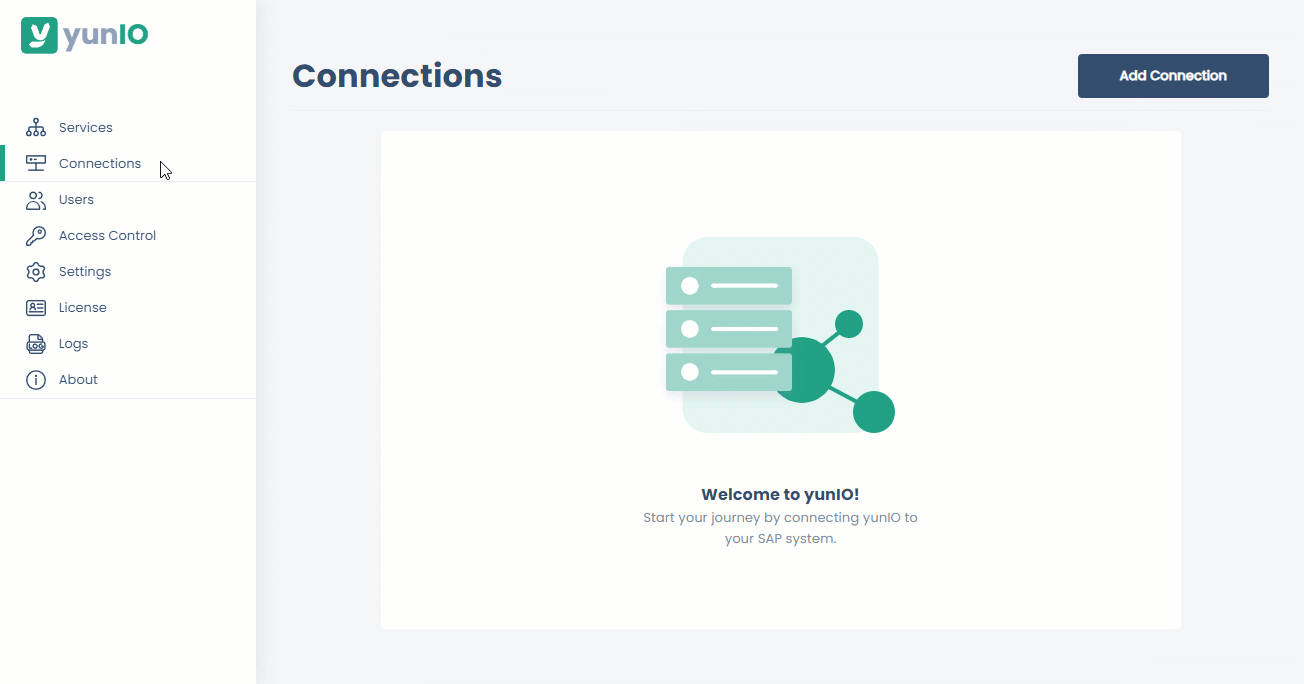 yunIO
Connections
Add Connection
Services
Connections
Users
Access Control
Settings
License
LOG
Logs
About
Welcome to yunIO!
Start your journey by connecting yunIO to
your SAP system.